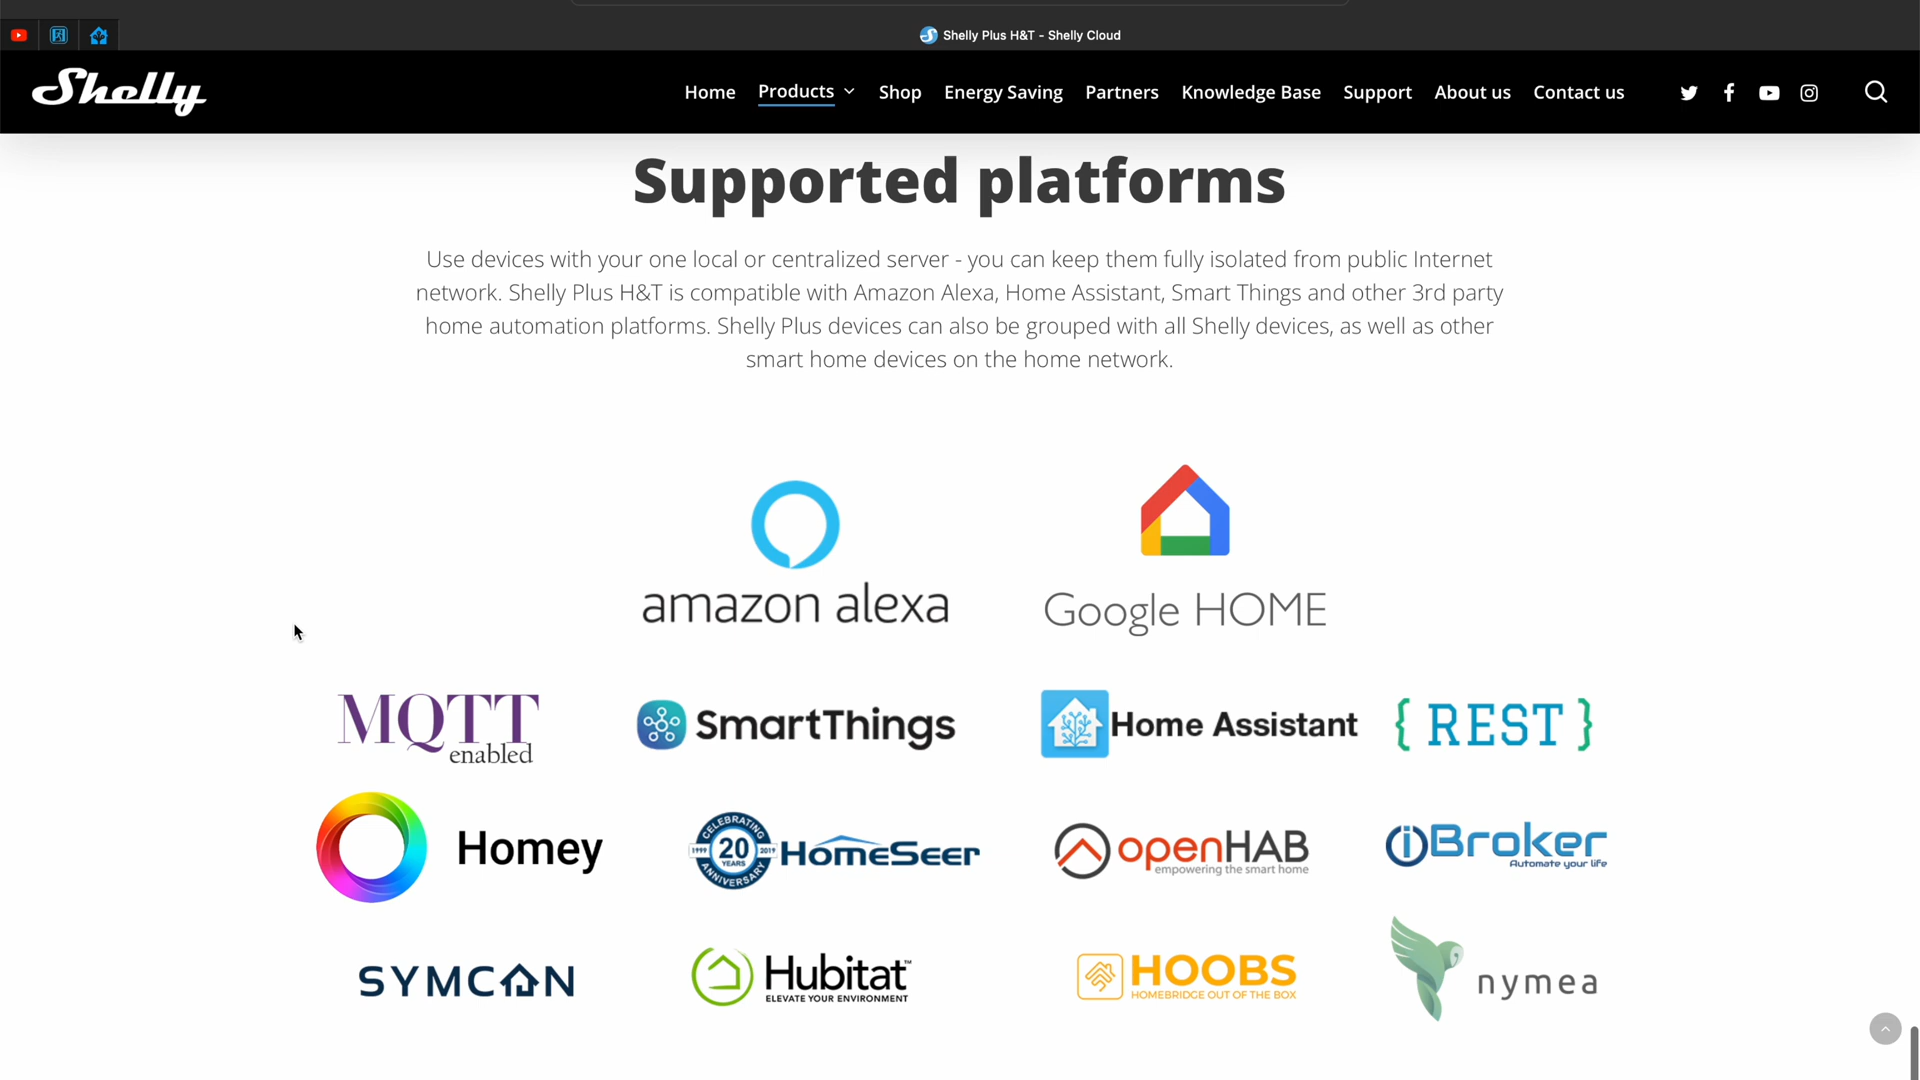 Shelly Plus H&T - Shelly Cloud
Shelly
Home Products Shop Energy Saving Partners Knowledge Base Support About us Contact us
Supported platforms
Use devices with your one local or centralized server - you can keep them fully isolated from public Internet
network. Shelly Plus H&T is compatible with Amazon Alexa, Home Assistant, Smart Things and other 3rd party
home automation platforms. Shelly Plus devices can also be grouped with all Shelly devices, as well as other
smart home devices on the home network.
amazon alexa
Google HOME
MQTT
enabled
SmartThings
Home Assistant
{ REST }
Homey
CELEBRATING
1999 20 2019
YEARS
ANNIVERSARY
HomeSeer
openHAB
empowering the smart home
ioBroker
Automate your life
SYMCON
Hubitat™
ELEVATE YOUR ENVIRONMENT
HOOBS
HOMEBRIDGE OUT OF THE BOX
nymea